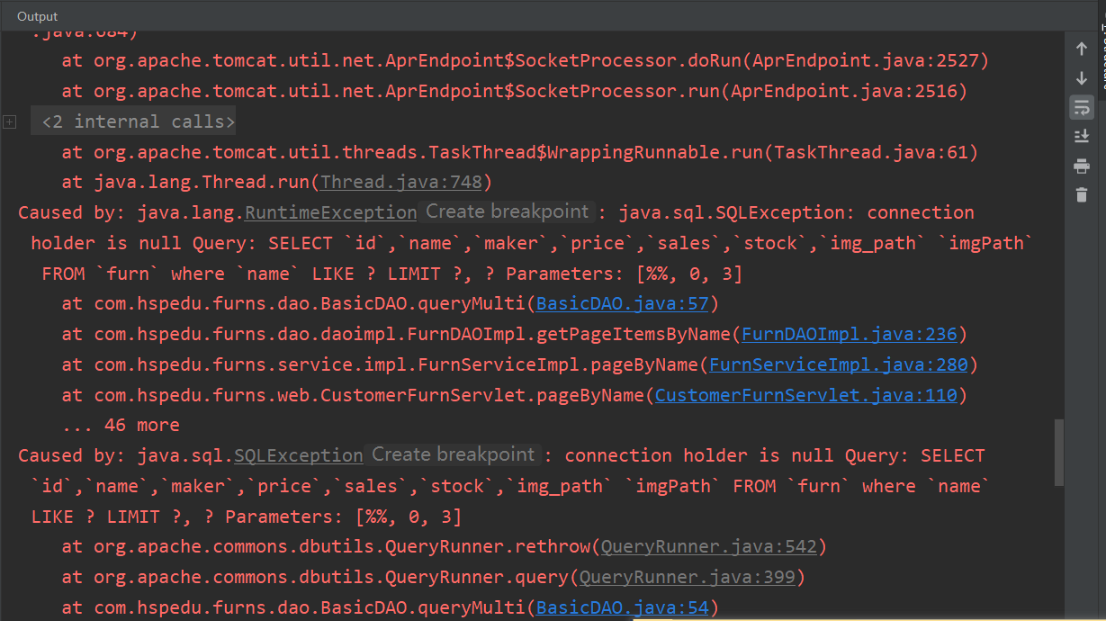 Output
.java:684)
at org.apache.tomcat.util.net.AprEndpoint$SocketProcessor.doRun(AprEndpoint.java:2527)
at org.apache.tomcat.util.net.AprEndpoint$SocketProcessor.run(AprEndpoint.java:2516)
<2 internal calls>
at org.apache.tomcat.util.threads.TaskThread$WrappingRunnable.run(TaskThread.java:61)
at java.lang.Thread.run(Thread.java:748)
Caused by: java.lang.RuntimeException Create breakpoint : java.sql.SQLException: connection
holder is null Query: SELECT `id`,`name`,`maker`,`price`,`sales`,`stock`,`img_path` `imgPath`
FROM `furn` where `name` LIKE ? LIMIT ?, ? Parameters: [%%, 0, 3]
at com.hspedu.furns.dao.BasicDAO.queryMulti(BasicDAO.java:57)
at com.hspedu.furns.dao.daoimpl.FurnDAOImpl.getPageItemsByName(FurnDAOImpl.java:236)
at com.hspedu.furns.service.impl.FurnServiceImpl.pageByName(FurnServiceImpl.java:280)
at com.hspedu.furns.web.CustomerFurnServlet.pageByName(CustomerFurnServlet.java:110)
... 46 more
Caused by: java.sql.SQLException Create breakpoint : connection holder is null Query: SELECT
`id`,`name`,`maker`,`price`,`sales`,`stock`,`img_path` `imgPath` FROM `furn` where `name`
LIKE ? LIMIT ?, ? Parameters: [%%, 0, 3]
at org.apache.commons.dbutils.QueryRunner.rethrow(QueryRunner.java:542)
at org.apache.commons.dbutils.QueryRunner.query(QueryRunner.java:399)
at com.hspedu.furns.dao.BasicDAO.queryMulti(BasicDAO.java:54)